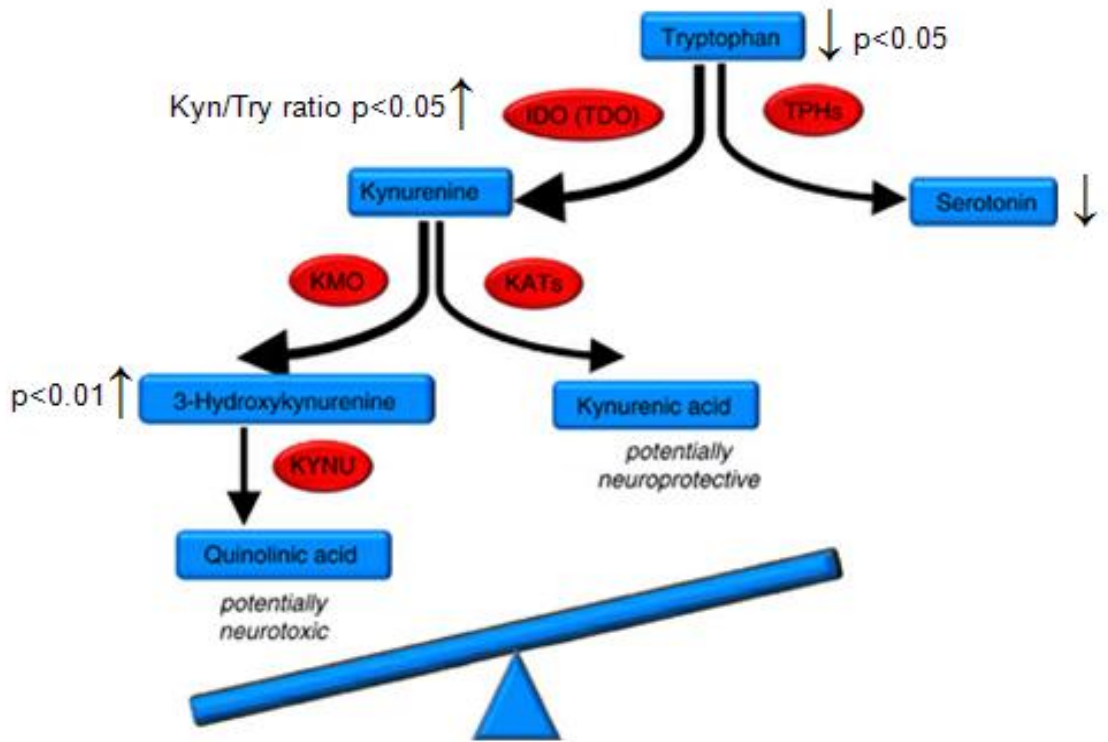 Tryptophan ↓ p<0.05
Kyn/Try ratio p<0.05 ↑
IDO (TDO)
TPHs
Kynurenine
Serotonin ↓
KMO
KATs
p<0.01 ↑ 3-Hydroxykynurenine
Kynurenic acid
potentially
neuroprotective
KYNU
Quinolinic acid
potentially
neurotoxic